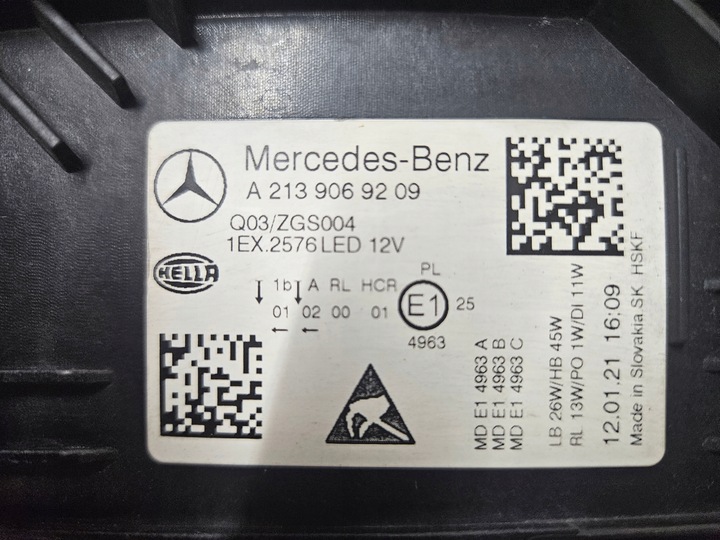 Mercedes-Benz
A 213 906 92 09
Q03/ZGS004
1EX.2576 LED 12V
HELLA
1b A RL HCR PL
01 02 00 01 E1 25
4963
MD E1 4963 A
MD E1 4963 B
MD E1 4963 C
LB 26W/HB 45W
RL 13W/PO 1W/DI 11W
12.01.21 16:09
Made in Slovakia SK HSKF